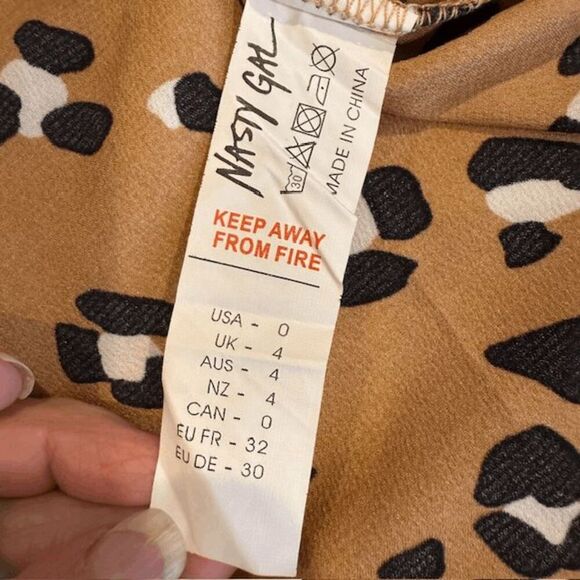 NASTY GAL
30
MADE IN CHINA
KEEP AWAY
FROM FIRE
USA - 0
UK - 4
AUS - 4
NZ - 4
CAN - 0
EU FR - 32
EU DE - 30